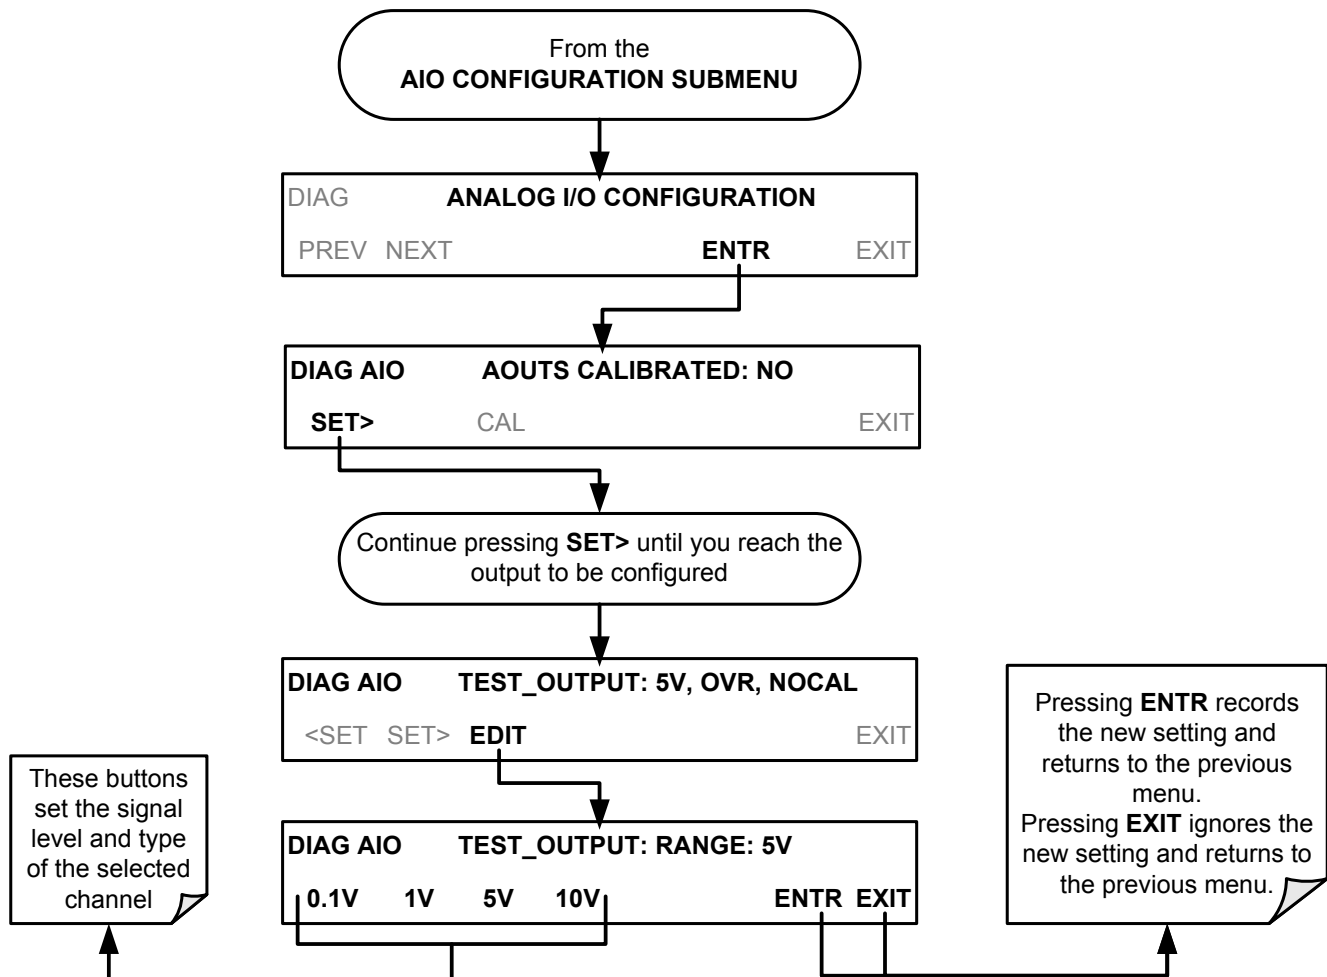 From the
AIO CONFIGURATION SUBMENU
DIAG ANALOG I/O CONFIGURATION
PREV NEXT ENTR EXIT
DIAG AIO AOUTS CALIBRATED: NO
SET> CAL EXIT
Continue pressing SET> until you reach the
output to be configured
DIAG AIO TEST_OUTPUT: 5V, OVR, NOCAL
<SET SET> EDIT EXIT
DIAG AIO TEST_OUTPUT: RANGE: 5V
0.1V 1V 5V 10V ENTR EXIT
These buttons
set the signal
level and type
of the selected
channel
Pressing ENTR records
the new setting and
returns to the previous
menu.
Pressing EXIT ignores the
new setting and returns to
the previous menu.